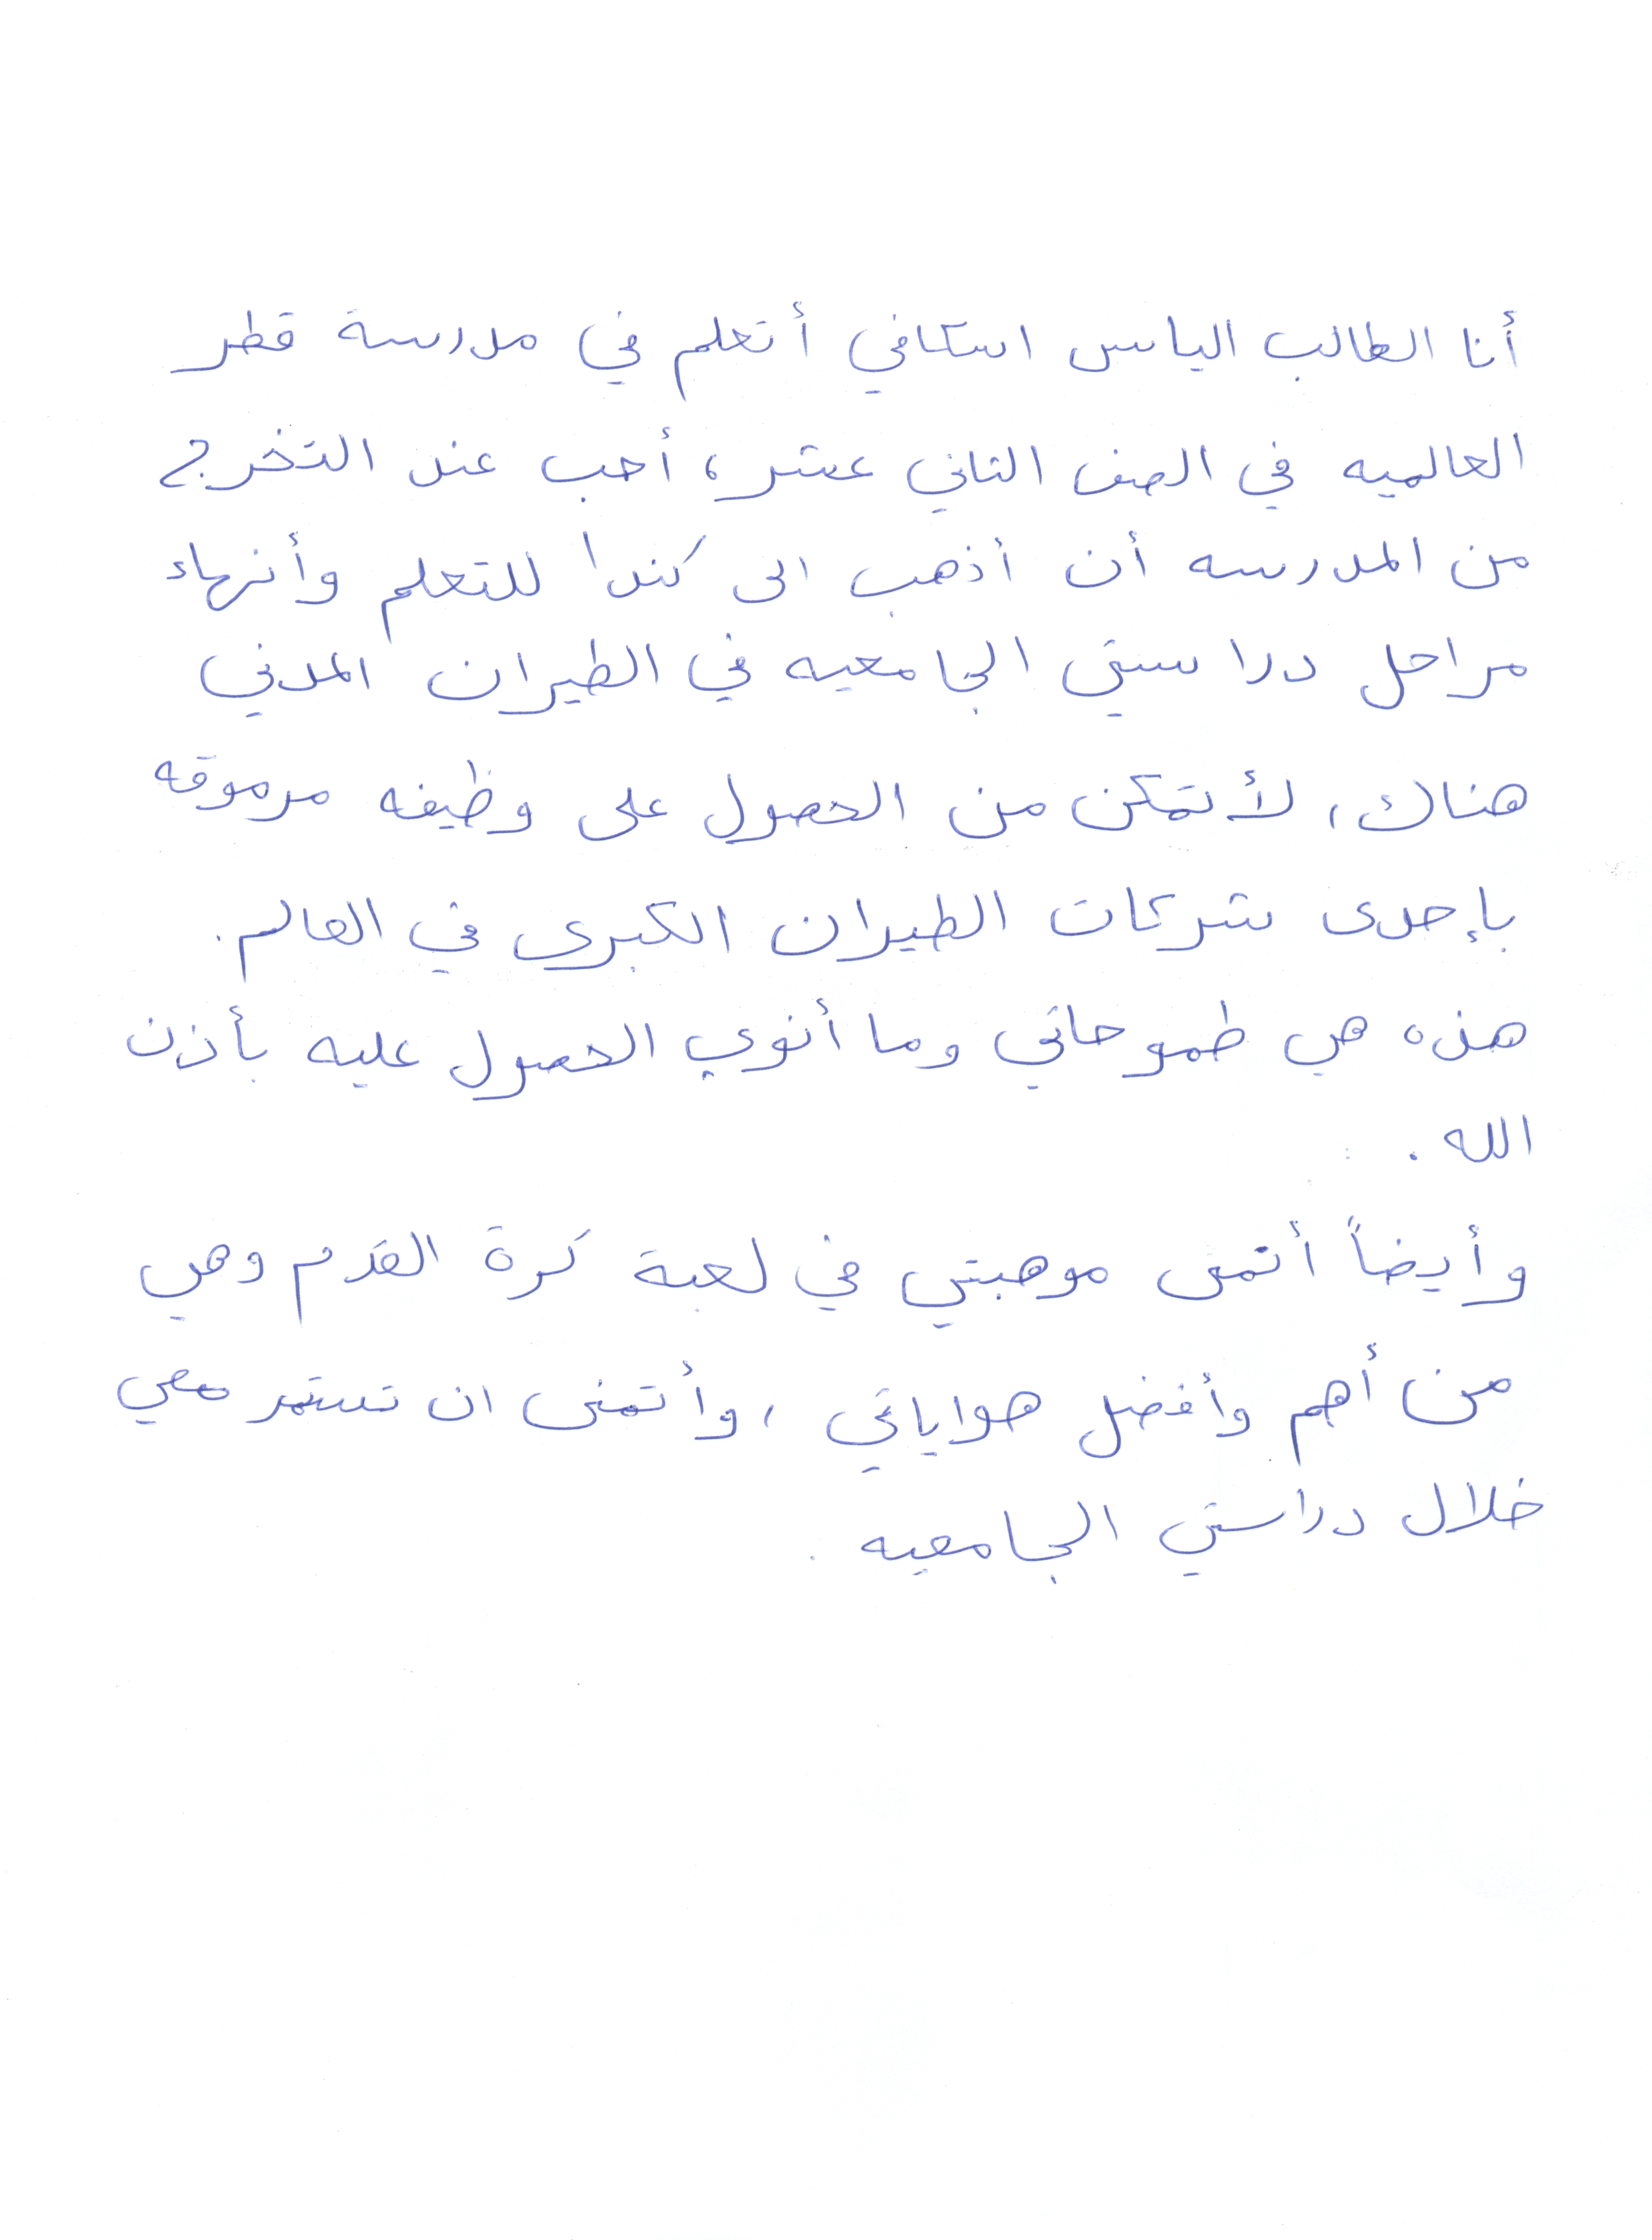 أنا الطالب الياس اسكافي أتعلم في مدرسة قطر
العالميه في الصف الثاني عشر، أحب عند التخرج
من المدرسه أن أذهب الى كندا للتعلم وأنهاء
مراحل دراستي الجامعيه في الطيران المدني
هناك، لأتمكن من الحصول على وظيفه مرموقه
بإحدى شركات الطيران الكبرى في العالم.
هذه هي طموحاتي وما أنوي الحصول عليه بأذن
الله.
وأيضاً أتمنى موهبتي في لعبة كرة القدم وهي
من أهم وأفضل هواياتي، وأتمنى ان تستمر معي
خلال دراستي الجامعيه.